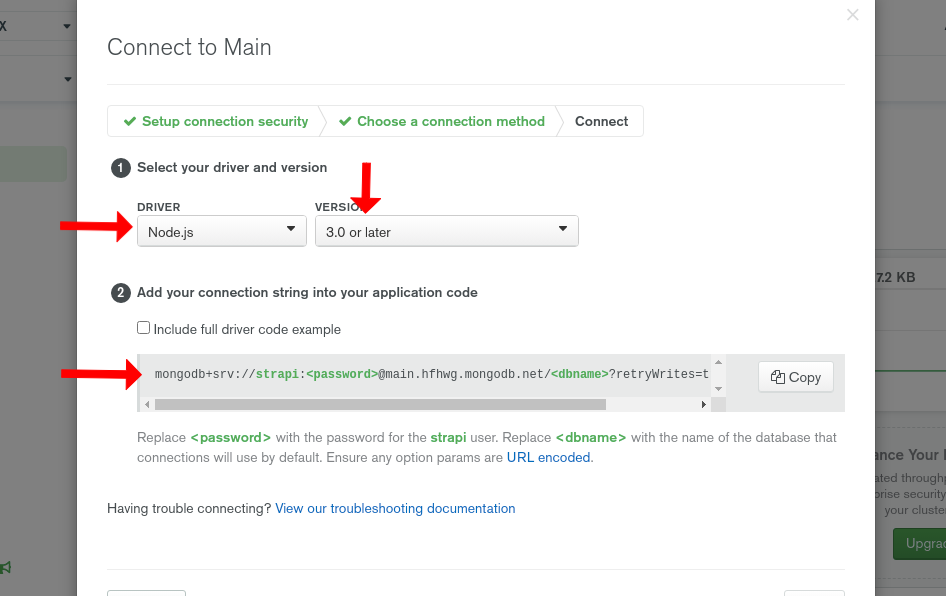 X
Connect to Main
Setup connection security
Choose a connection method
Connect
1 Select your driver and version
DRIVER
Node.js
VERSIO
3.0 or later
2 Add your connection string into your application code
Include full driver code example
mongodb+srv://strapi:<password>@main.hfhwg.mongodb.net/<dbname>?retryWrites=t
Copy
Replace <password> with the password for the strapi user. Replace <dbname> with the name of the database that
connections will use by default. Ensure any option params are URL encoded.
Having trouble connecting? View our troubleshooting documentation
7.2 KB
ance Your
ated throughp
rise security
your cluste
Upgrad